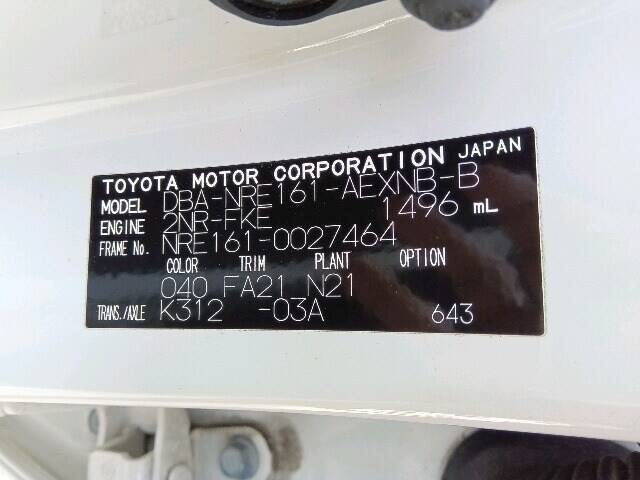 TOYOTA MOTOR CORPORATION JAPAN
MODEL DBA-NRE161-AEXNB-B
ENGINE 2NR-FKE 1496 mL
FRAME No. NRE161-0027464
COLOR TRIM PLANT OPTION
040 FA21 N21
TRANS./AXLE K312 -03A 643